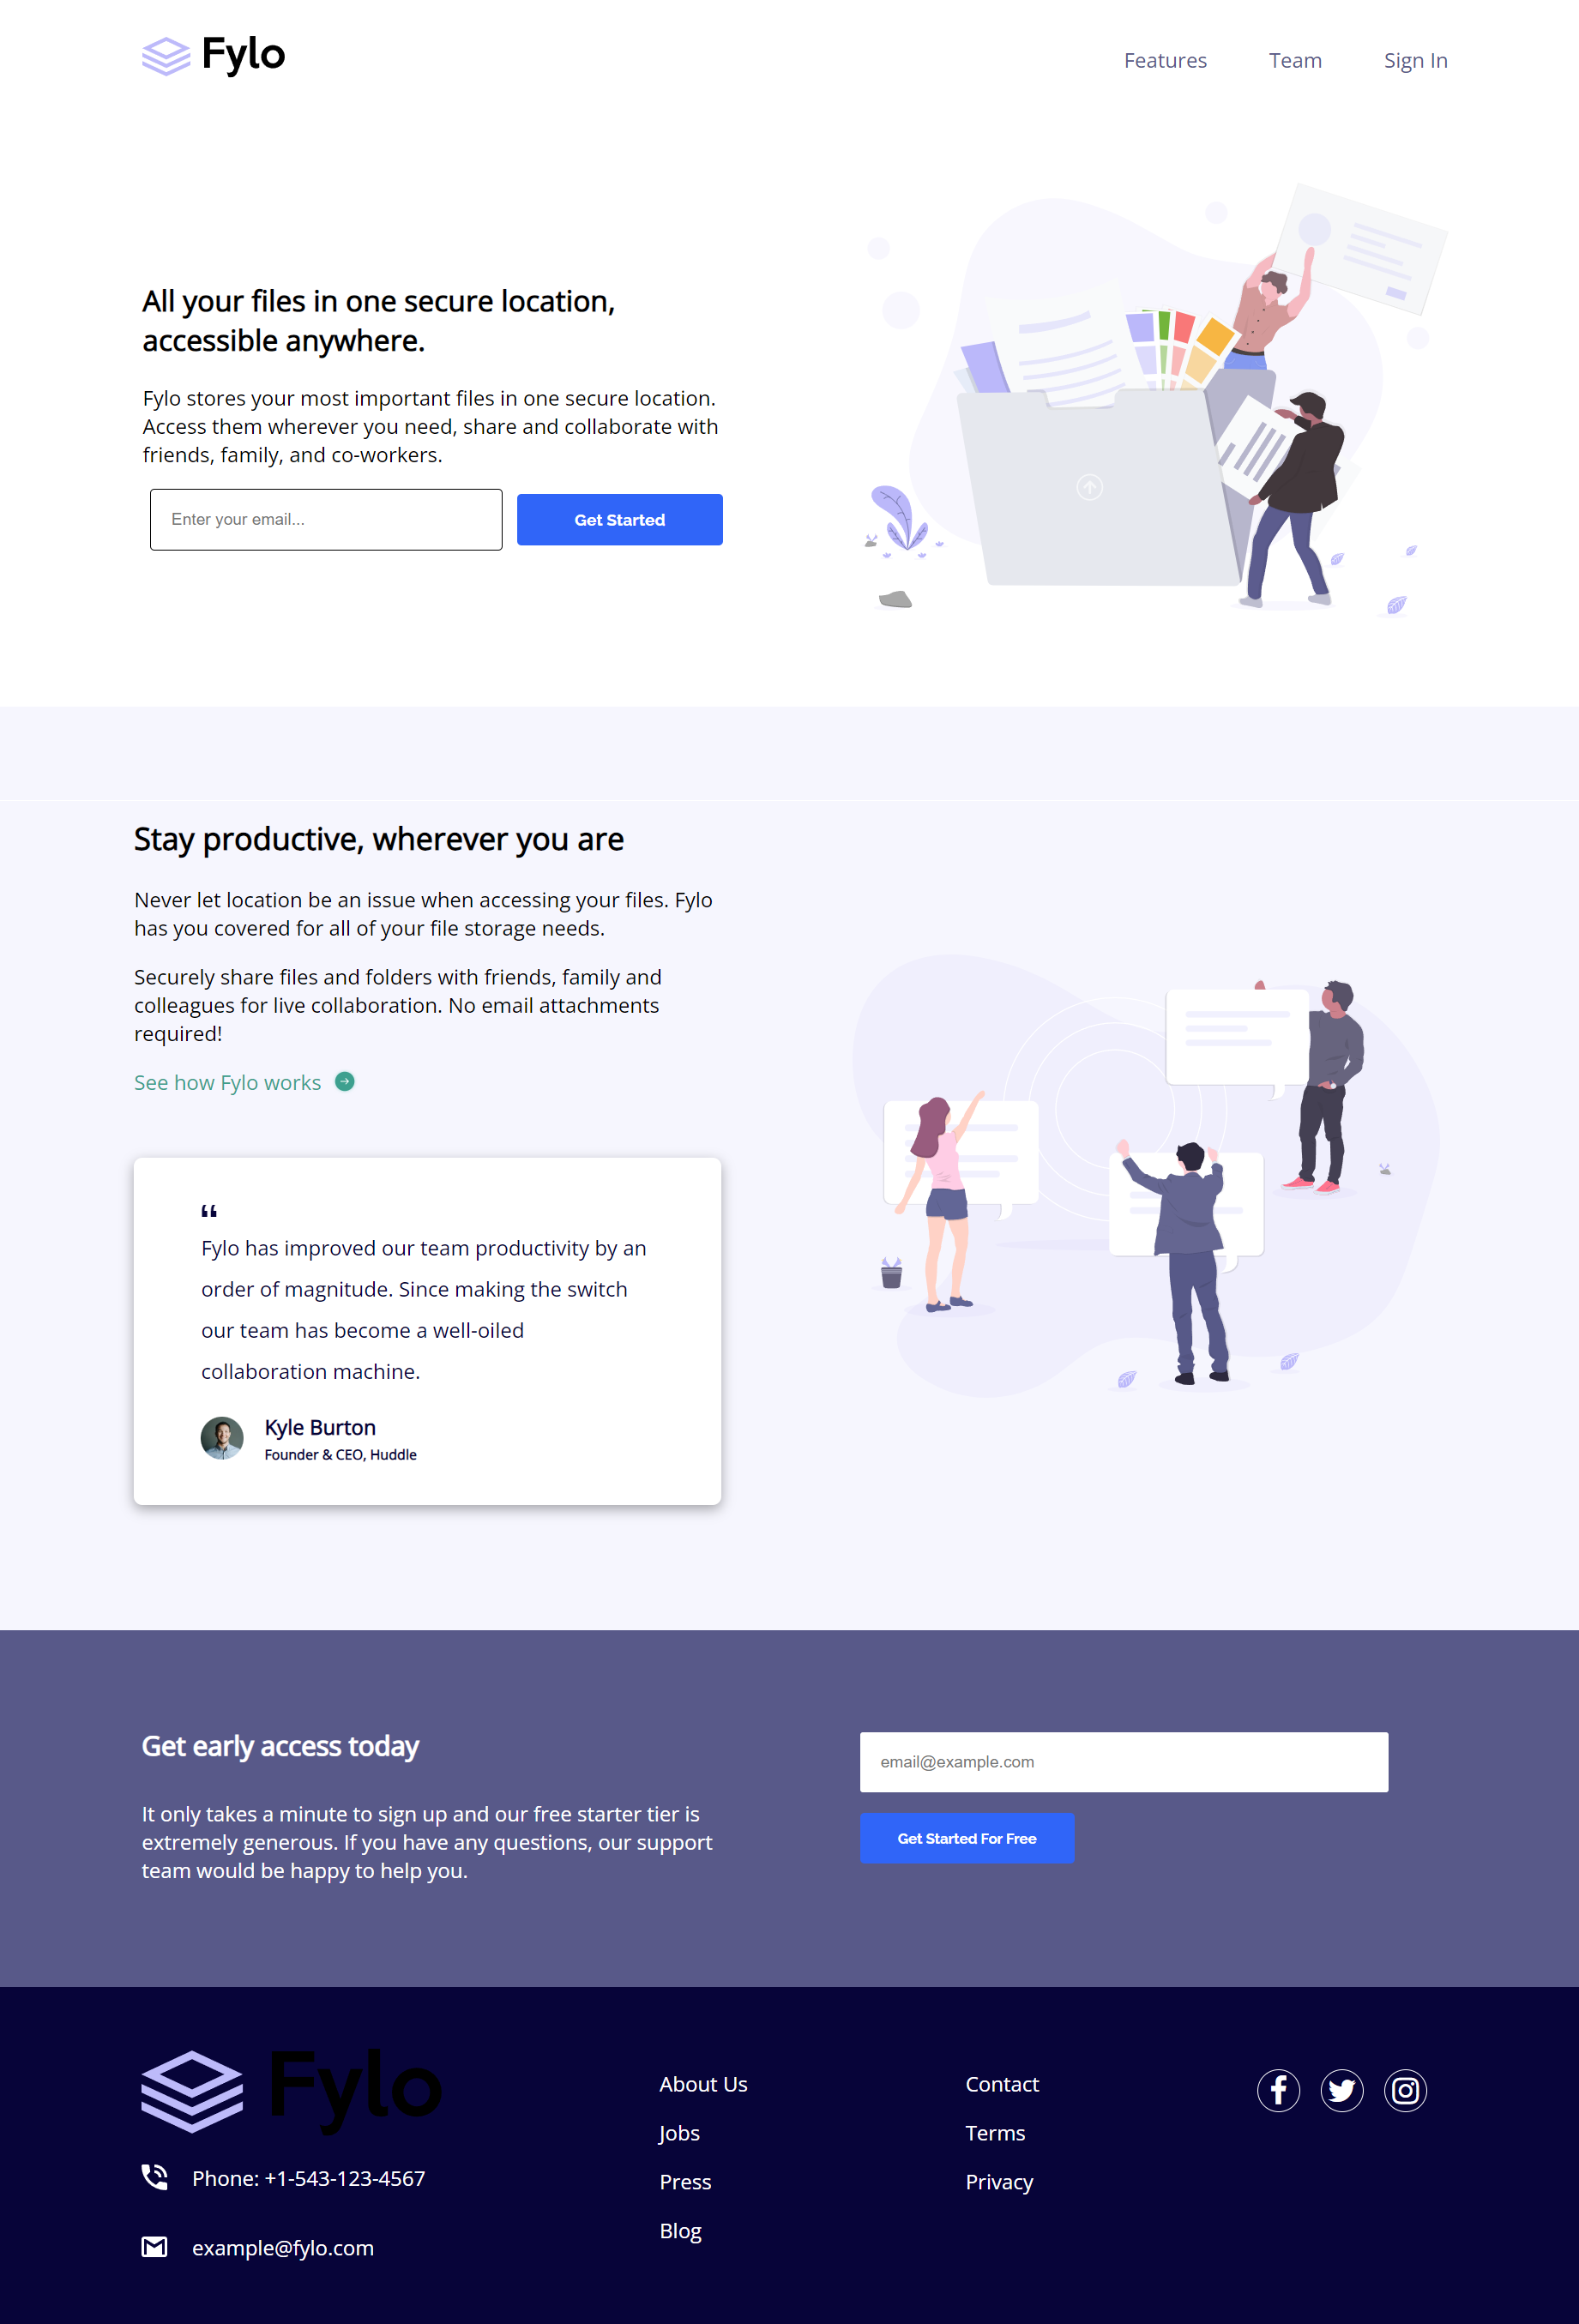 Fylo
Features
Team
Sign In
All your files in one secure location,
accessible anywhere.
Fylo stores your most important files in one secure location.
Access them wherever you need, share and collaborate with
friends, family, and co-workers.
Enter your email...
Get Started
Stay productive, wherever you are
Never let location be an issue when accessing your files. Fylo
has you covered for all of your file storage needs.
Securely share files and folders with friends, family and
colleagues for live collaboration. No email attachments
required!
See how Fylo works
“
Fylo has improved our team productivity by an
order of magnitude. Since making the switch
our team has become a well-oiled
collaboration machine.
Kyle Burton
Founder & CEO, Huddle
Get early access today
It only takes a minute to sign up and our free starter tier is
extremely generous. If you have any questions, our support
team would be happy to help you.
email@example.com
Get Started For Free
Fylo
Phone: +1-543-123-4567
example@fylo.com
About Us
Jobs
Press
Blog
Contact
Terms
Privacy